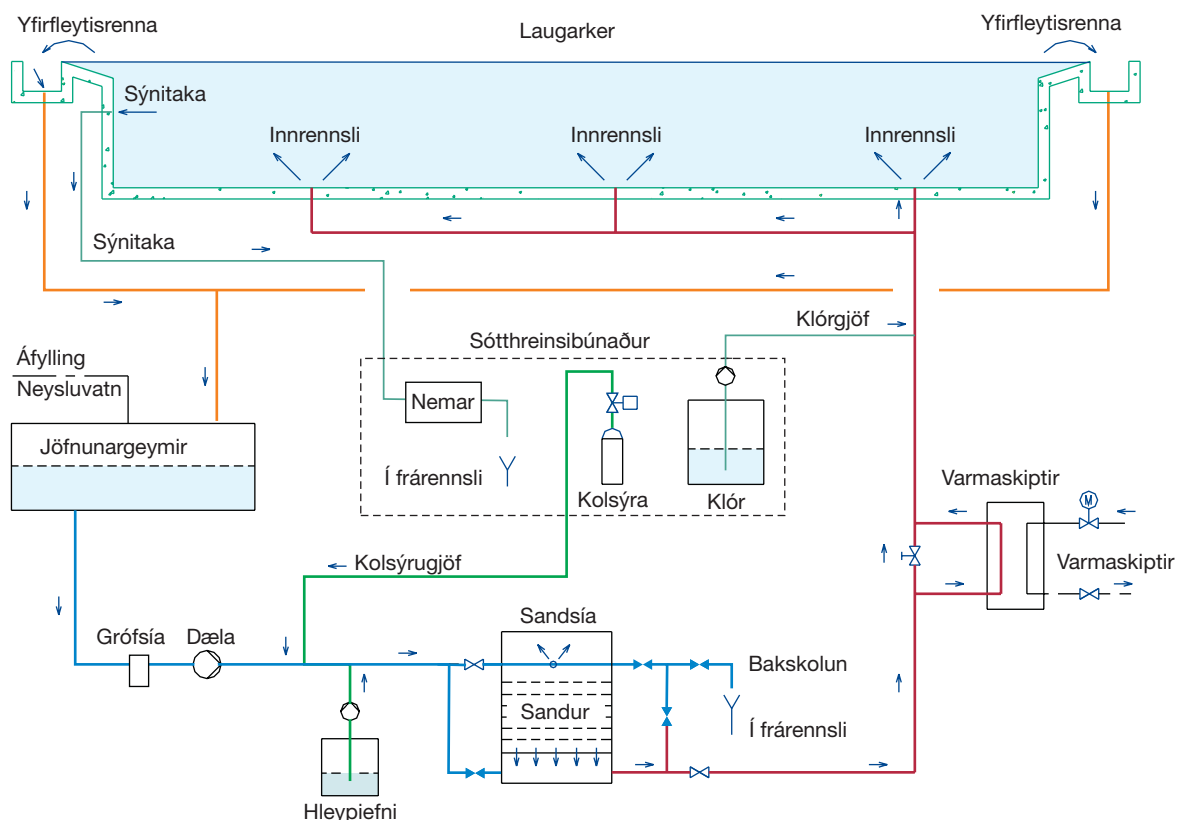 Yfirfleytisrenna
Laugarker
Yfirfleytisrenna
Sýnitaka
Innrennsli
Innrennsli
Innrennsli
Sýnitaka
Klórgjöf
Sótthreinsibúnaður
Áfylling
Neysluvatn
Nemar
Jöfnunargeymir
Í frárennsli
Kolsýra
Klór
Varmaskiptir
M
Kolsýrugjöf
Varmaskiptir
Sandsía
Grófsía
Dæla
Bakskolun
Sandur
Í frárennsli
Hleypiefni